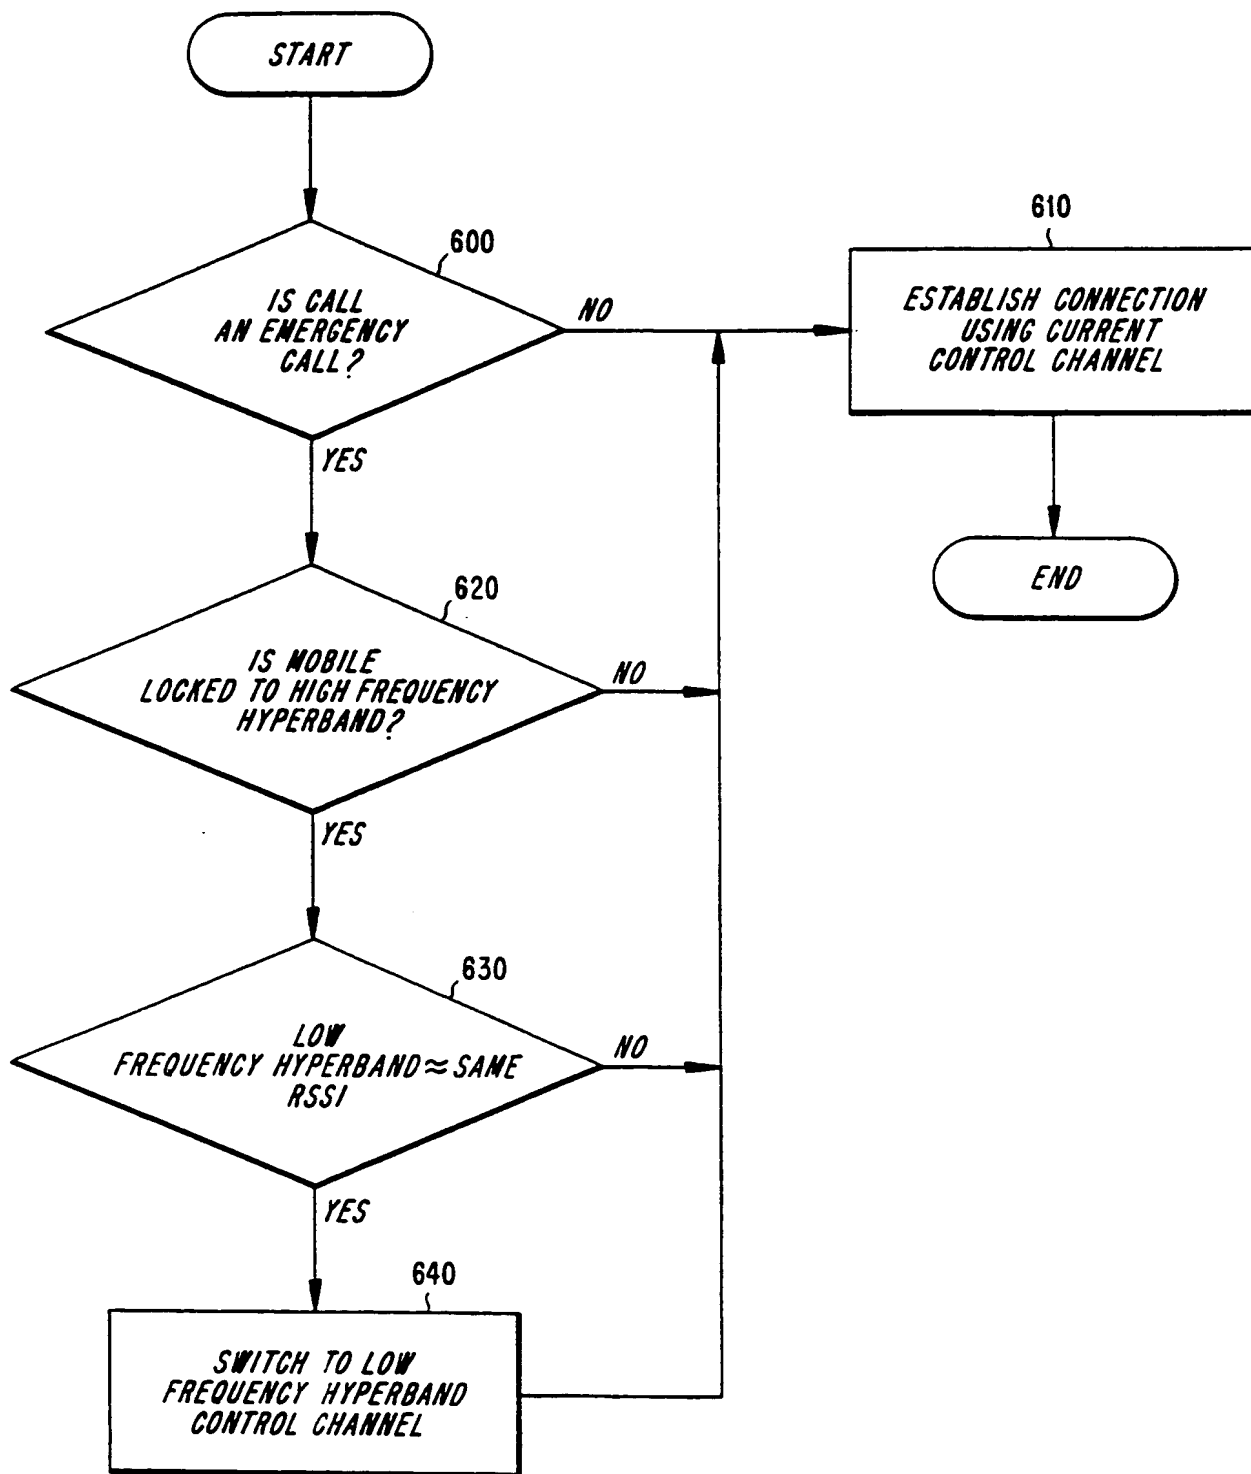 START
600
IS CALL
AN EMERGENCY
CALL?
NO
YES
610
ESTABLISH CONNECTION
USING CURRENT
CONTROL CHANNEL
END
620
IS MOBILE
LOCKED TO HIGH FREQUENCY
HYPERBAND?
NO
YES
630
LOW
FREQUENCY HYPERBAND≈SAME
RSSI
NO
YES
640
SWITCH TO LOW
FREQUENCY HYPERBAND
CONTROL CHANNEL